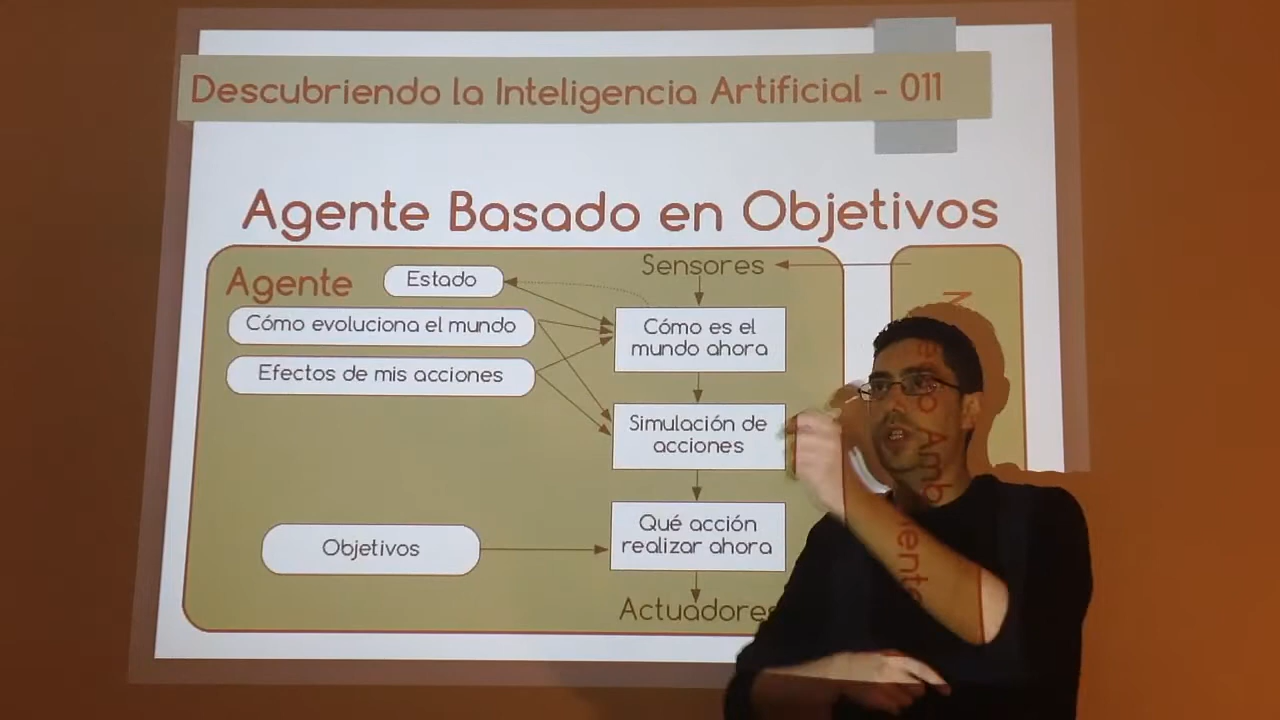 Descubriendo la Inteligencia Artificial - 011
Agente Basado en Objetivos
Agente
Estado
Cómo evoluciona el mundo
Efectos de mis acciones
Objetivos
Sensores
Cómo es el
mundo ahora
Simulación de
acciones
Qué acción
realizar ahora
Actuadores